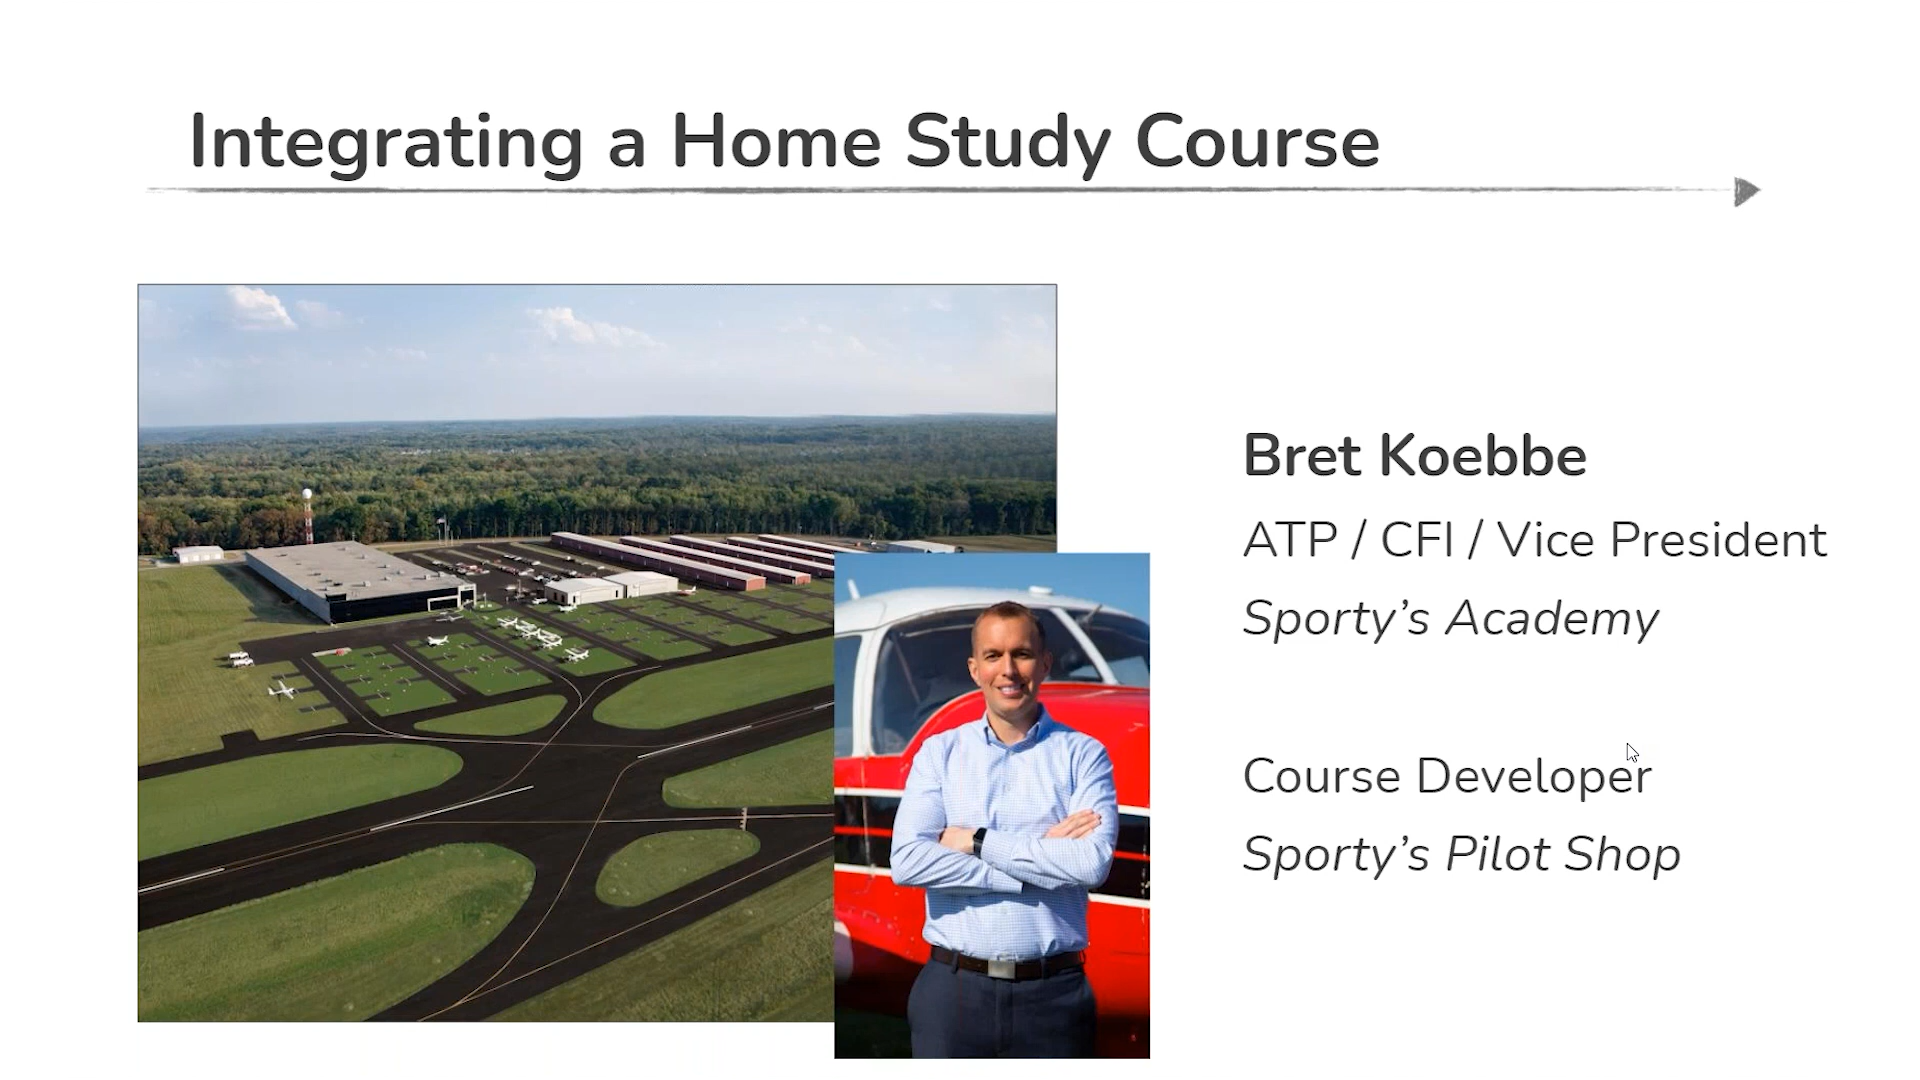 Integrating a Home Study Course
Bret Koebbe
ATP / CFI / Vice President
Sporty’s Academy
Course Developer
Sporty’s Pilot Shop